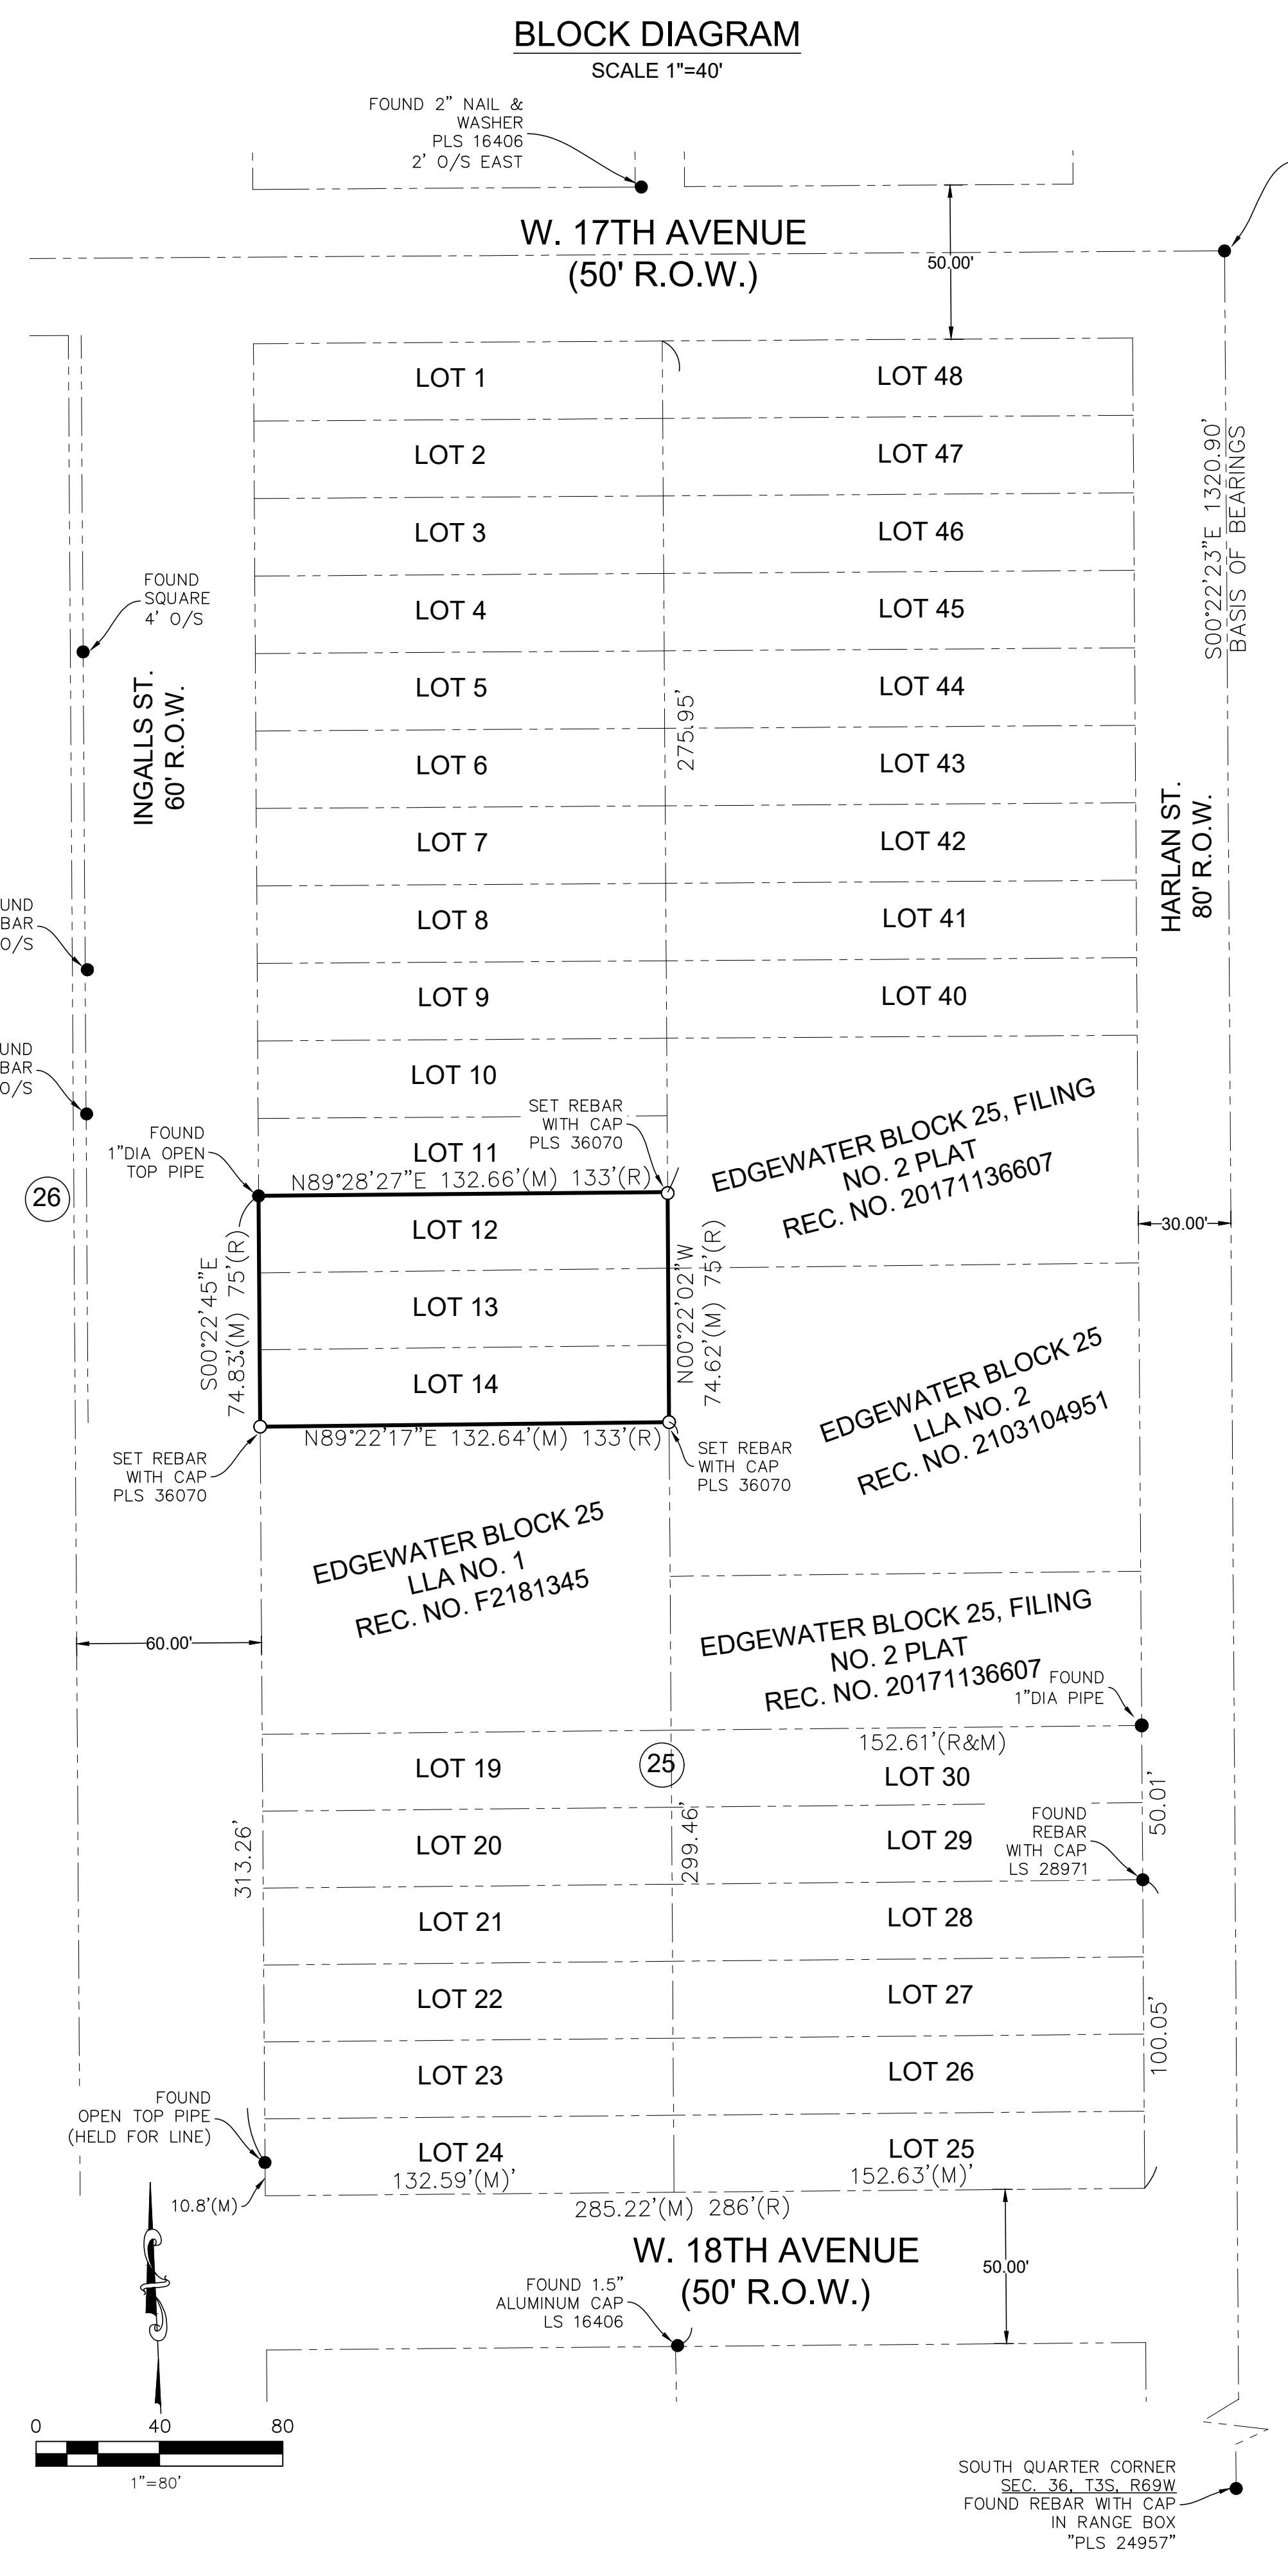 BLOCK DIAGRAM
SCALE 1"=40'
FOUND 2" NAIL &
WASHER
PLS 16406
2' O/S EAST
W. 17TH AVENUE
(50' R.O.W.)
50.00'
LOT 1
LOT 48
LOT 2
LOT 47
LOT 3
LOT 46
LOT 4
LOT 45
LOT 5
LOT 44
LOT 6
LOT 43
LOT 7
LOT 42
LOT 8
LOT 41
LOT 9
LOT 40
LOT 10
LOT 11
275.95'
S00°22'23"E 1320.90'
BASIS OF BEARINGS
FOUND
SQUARE
4' O/S
INGALLS ST.
60' R.O.W.
HARLAN ST.
80' R.O.W.
UND
BAR
O/S
UND
BAR
O/S
FOUND
1"DIA OPEN
TOP PIPE
SET REBAR
WITH CAP
PLS 36070
EDGEWATER BLOCK 25, FILING
NO. 2 PLAT
REC. NO. 20171136607
26
N89°28'27"E 132.66'(M) 133'(R)
LOT 12
LOT 13
LOT 14
S00°22'45"E
74.83'(M) 75'(R)
N00°22'02"W
74.62'(M) 75'(R)
30.00'
N89°22'17"E 132.64'(M) 133'(R)
SET REBAR
WITH CAP
PLS 36070
SET REBAR
WITH CAP
PLS 36070
EDGEWATER BLOCK 25
LLA NO. 2
REC. NO. 2103104951
EDGEWATER BLOCK 25
LLA NO. 1
REC. NO. F2181345
60.00'
EDGEWATER BLOCK 25, FILING
NO. 2 PLAT
REC. NO. 20171136607
FOUND
1"DIA PIPE
152.61'(R&M)
25
LOT 19
LOT 30
LOT 20
LOT 29
LOT 21
LOT 28
LOT 22
LOT 27
LOT 23
LOT 26
LOT 24
LOT 25
313.26'
299.46'
50.01'
FOUND
REBAR
WITH CAP
LS 28971
100.05'
FOUND
OPEN TOP PIPE
(HELD FOR LINE)
10.8'(M)
132.59'(M)'
152.63'(M)'
285.22'(M) 286'(R)
W. 18TH AVENUE
(50' R.O.W.)
50.00'
FOUND 1.5"
ALUMINUM CAP
LS 16406
0 40 80
1"=80'
SOUTH QUARTER CORNER
SEC. 36, T3S, R69W
FOUND REBAR WITH CAP
IN RANGE BOX
"PLS 24957"